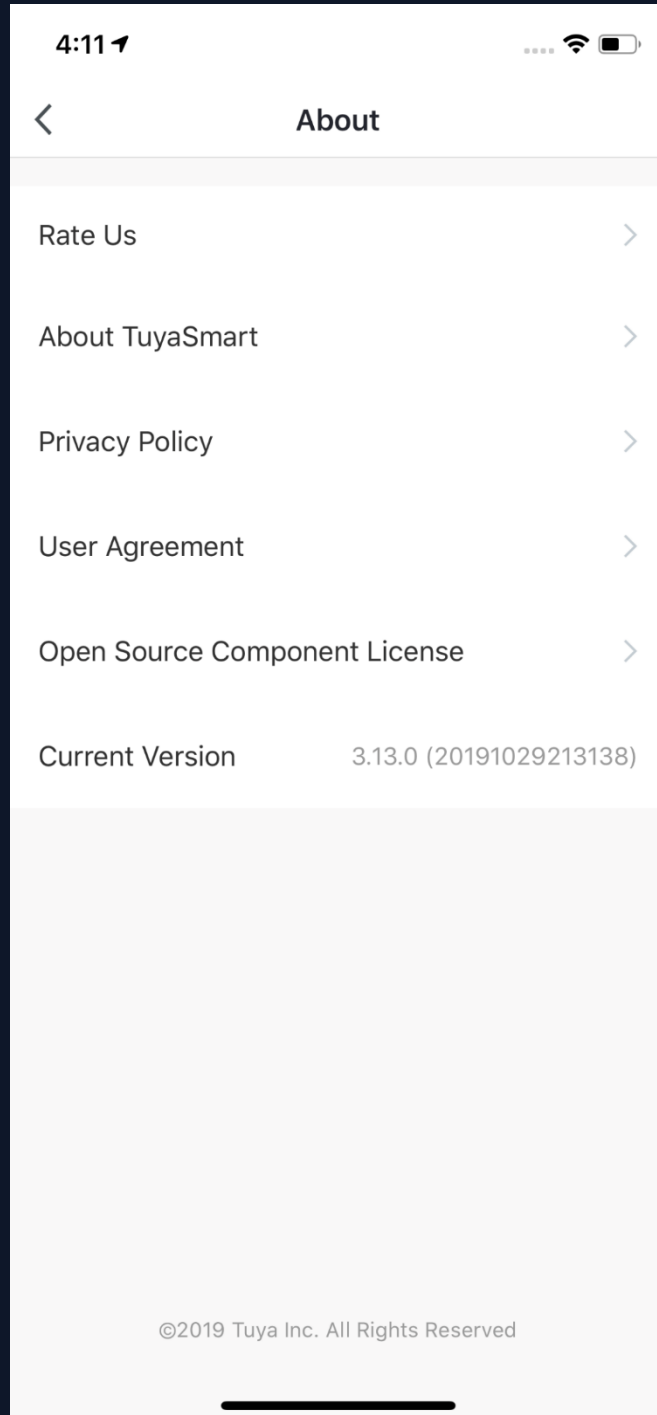 4:11
About
Rate Us
About TuyaSmart
Privacy Policy
User Agreement
Open Source Component License
Current Version 3.13.0 (20191029213138)
©2019 Tuya Inc. All Rights Reserved